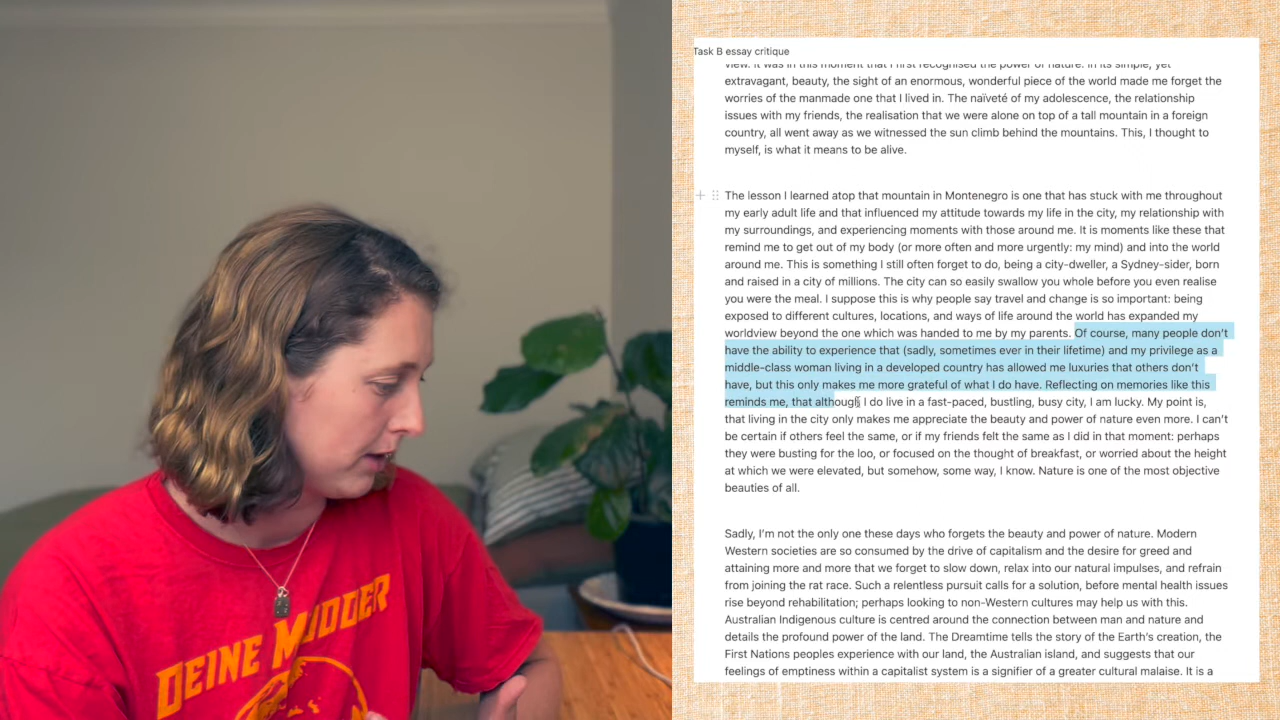 Task B essay critique
view. It was in this moment that I first recognised the power of nature. In its simple, yet
extravagant, beauty, the sight of an enormous, wonderful piece of the world made me forget the
worries of the manmade one that I lived in. The naïveté of my adolescence, the relationship
issues with my friends, the realisation that we were alone on top of a tall mountain in a foreign
country, all went away as we witnessed the sun climb behind the mountains. This, I thought to
myself, is what it means to be alive.
The lesson I learned atop that mountain in Montenegro is one that has stuck with me throughout
my early adult life and that influenced my attitude towards my life in the city, my relationship with
my surroundings, and experiencing moments with those around me. It is moments like these that
remind me to get out of my body (or more often and more urgently: my mind) and into the world
around me. This is something I still often forget to do, being a city-dweller, a Sydney-sider, born
and raised in a city of millions. The city can so easily swallow you whole before you even realise
you were the meal. I suppose this is why people say travel and change is so important: being
exposed to different cultures, locations, and ways of life around the world has expanded my
worldview beyond the one which was handed to me by my parents. Of course many people don't
have the ability to experience that (sadly, sometimes ever in their lifetime) and my privilege as a
middle-class woman living in a developed country has allowed me luxuries that others don't
have, but this only makes me more grateful of what I do have. Reflecting on memories like this
reminds me, that although I do live in a fast-paced, bustling, busy city, I am lucky. My point is,
that living in the city only makes me appreciate the beauty and power of nature even more. I can't
be certain if others feel the same, or if my friends felt the same as I did in that moment: perhaps
they were busting for the loo, or focused on the thought of breakfast, or worried about the height
at which we were elevated, but somehow, some way, I know. Nature is one of the most objective
beauties of all.
Sadly, I'm not the only one these days who forgets the beauty and power of nature. Modern
Western societies are so consumed by the drive of capitalism and the desire for greed and
attaining more and more that we forget to slow down, relax into our natural impulses, and refrain
from joining the rat race. Such a relentless pursuit calls for a solution, before mental health issues
rise beyond rehabilitation; perhaps looking to non-Western cultures may help us with this.
Australian Indigenous culture is centred around the connection between man and nature and
details the profound power of the land. The Dreamtime tells the story of the earth's creation, the
First Nations peoples experience with our land, the Australian island, and suggests that our
feelings of emptiness within a capitalist system is a signifier of a greater cultural malaise. It is a